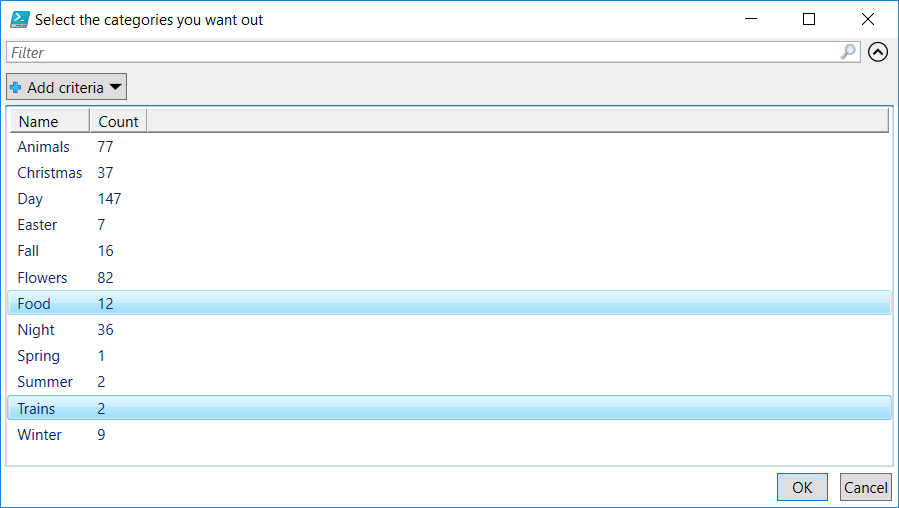 Select the categories you want out
Filter
Add criteria
Name Count
Animals 77
Christmas 37
Day 147
Easter 7
Fall 16
Flowers 82
Food 12
Night 36
Spring 1
Summer 2
Trains 2
Winter 9
OK Cancel